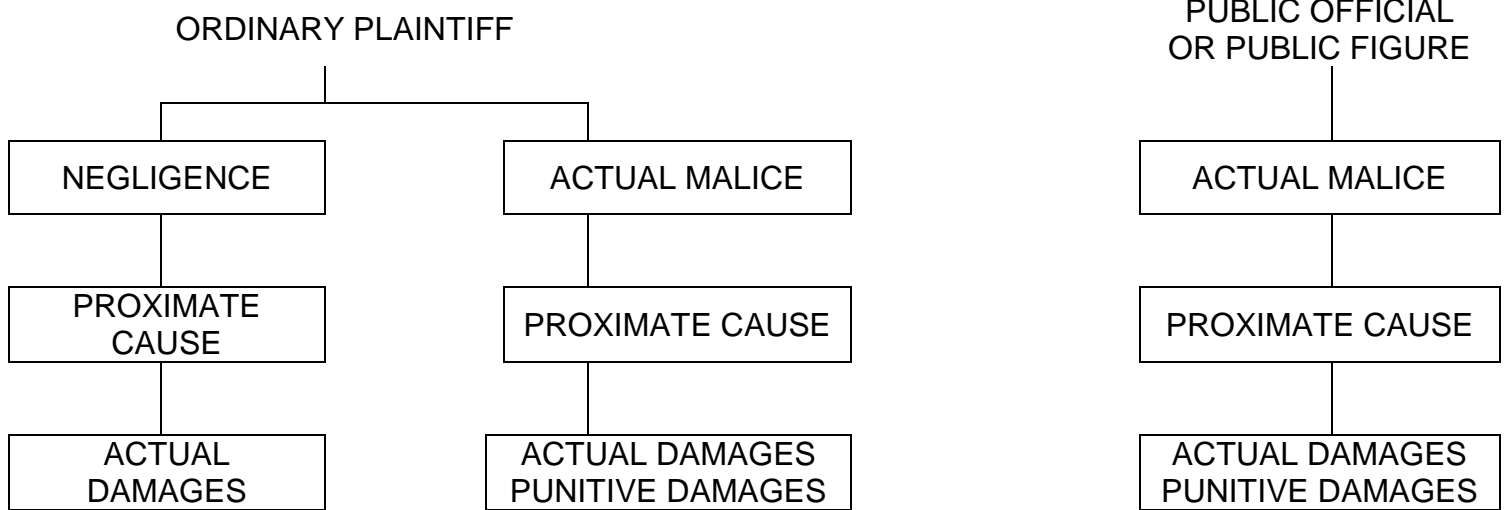 ORDINARY PLAINTIFF
PUBLIC OFFICIAL
OR PUBLIC FIGURE
NEGLIGENCE
ACTUAL MALICE
ACTUAL MALICE
PROXIMATE
CAUSE
PROXIMATE CAUSE
PROXIMATE CAUSE
ACTUAL
DAMAGES
ACTUAL DAMAGES
PUNITIVE DAMAGES
ACTUAL DAMAGES
PUNITIVE DAMAGES